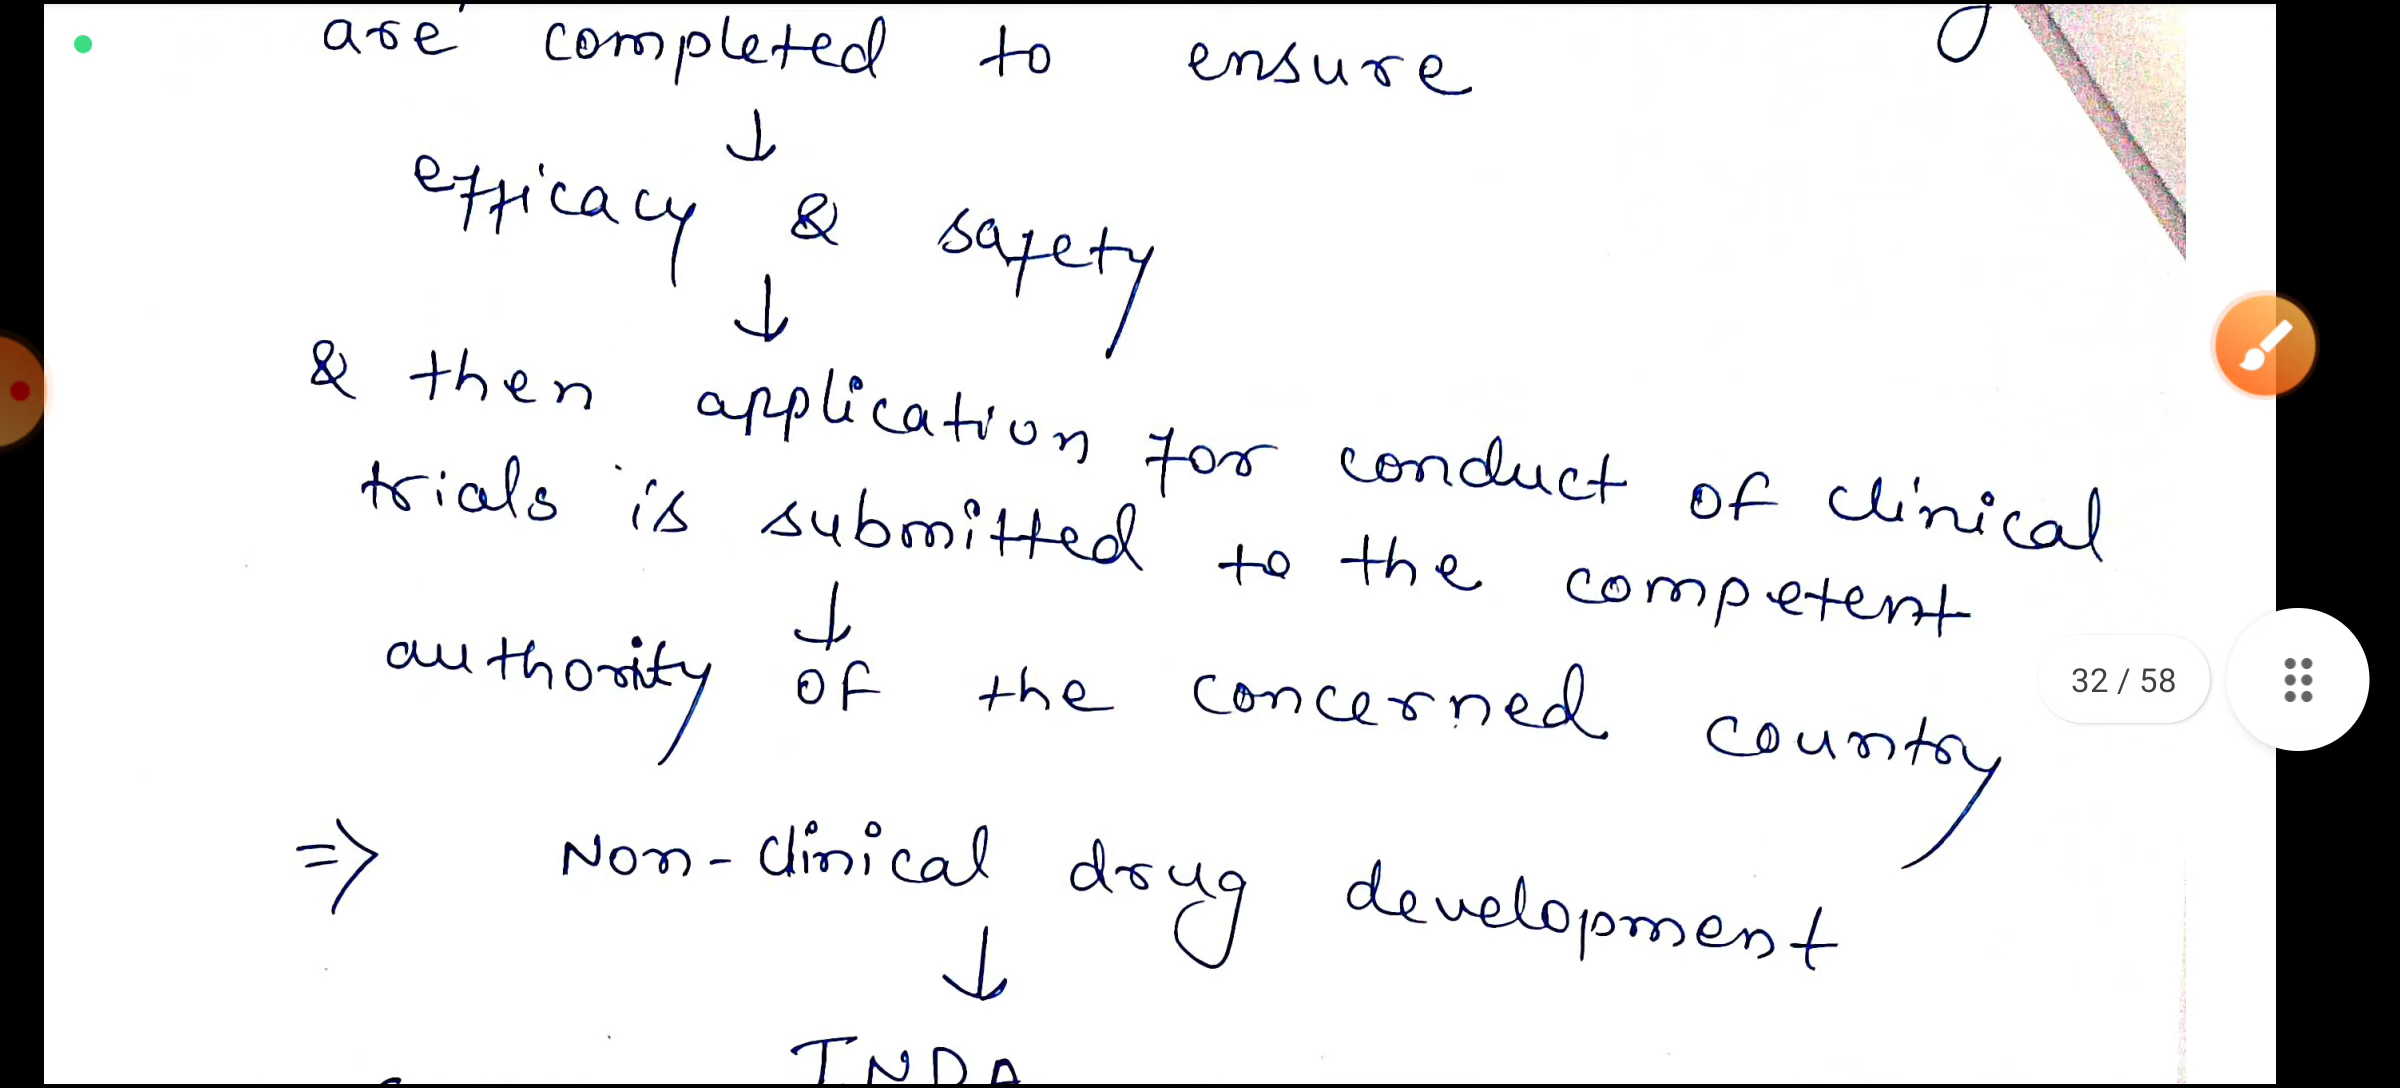 are completed to ensure
↓
efficacy & safety
↓
& then application for conduct of clinical
trials is submitted to the competent
↓
authority of the concerned country
32 / 58
⇒ Non-clinical drug development
↓
INDA